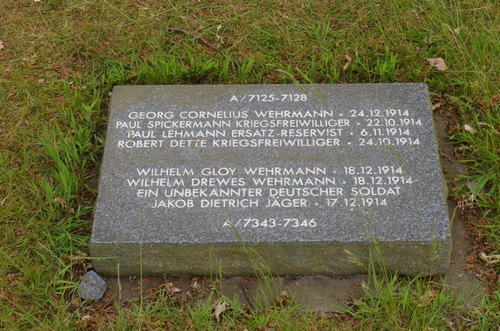 A/7125-7128
GEORG CORNELIUS WEHRMANN · 24.12.1914
PAUL SPICKERMANN KRIEGSFREIWILLIGER · 22.10.1914
PAUL LEHMANN ERSATZ-RESERVIST · 6.11.1914
ROBERT DETTE KRIEGSFREIWILLIGER · 24.10.1914
WILHELM GLOY WEHRMANN · 18.12.1914
WILHELM DREWES WEHRMANN · 18.12.1914
EIN UNBEKANNTER DEUTSCHER SOLDAT
JAKOB DIETRICH JÄGER · 17.12.1914
A/7343-7346